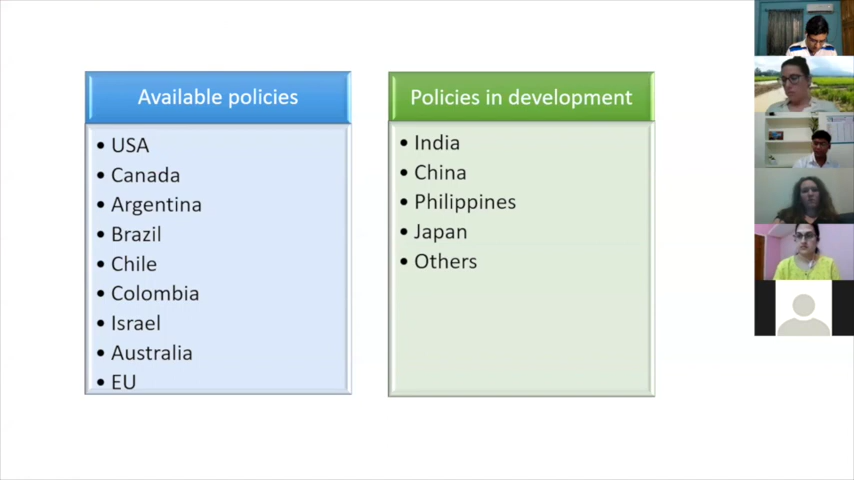 Available policies
• USA
• Canada
• Argentina
• Brazil
• Chile
• Colombia
• Israel
• Australia
• EU
Policies in development
• India
• China
• Philippines
• Japan
• Others